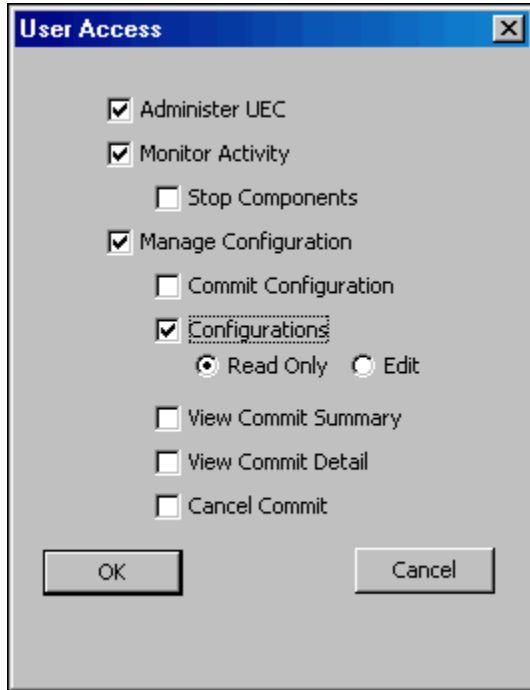 User Access
Administer UEC
Monitor Activity
Stop Components
Manage Configuration
Commit Configuration
Configurations
Read Only Edit
View Commit Summary
View Commit Detail
Cancel Commit
OK Cancel